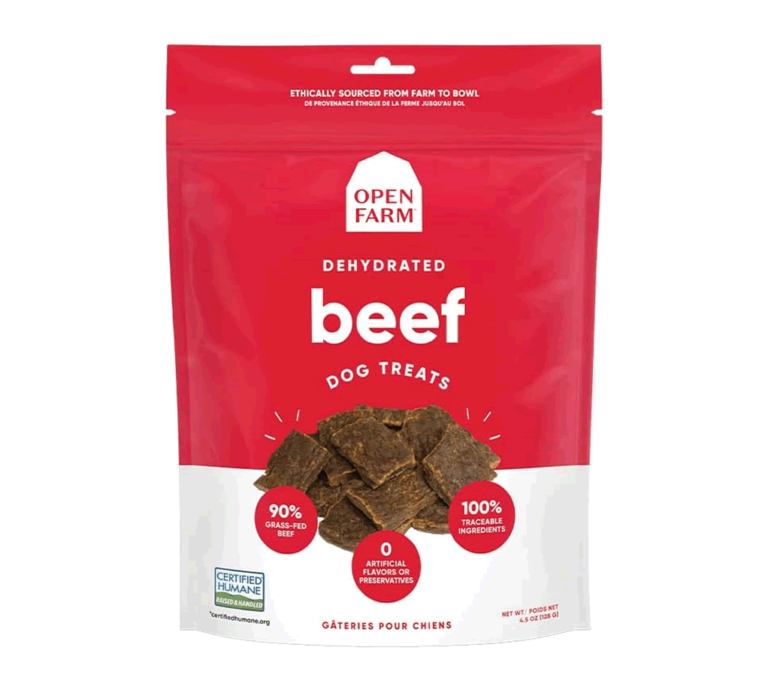 ETHICALLY SOURCED FROM FARM TO BOWL
DE PROVENANCE ÉTHIQUE DE LA FERME JUSQU'AU BOL
OPEN
FARM
DEHYDRATED
beef
DOG TREATS
90%
GRASS-FED
BEEF
100%
TRACEABLE
INGREDIENTS
0
ARTIFICIAL
FLAVORS OR
PRESERVATIVES
CERTIFIED
HUMANE
RAISED & HANDLED
*certifiedhumane.org
NET WT/ POIDS NET
4.5 OZ (128 G)
GÂTERIES POUR CHIENS